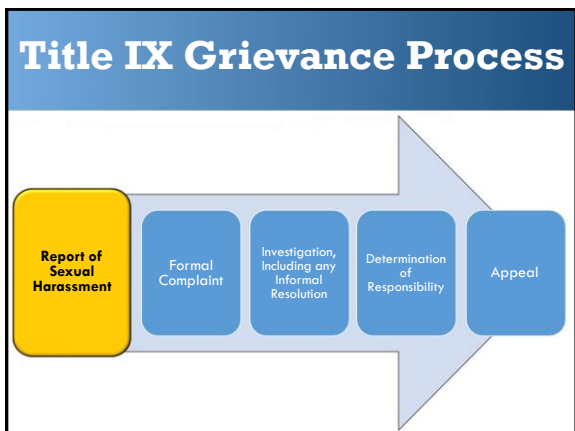 Title IX Grievance Process
Report of
Sexual
Harassment
Formal
Complaint
Investigation,
Including any
Informal
Resolution
Determination
of
Responsibility
Appeal